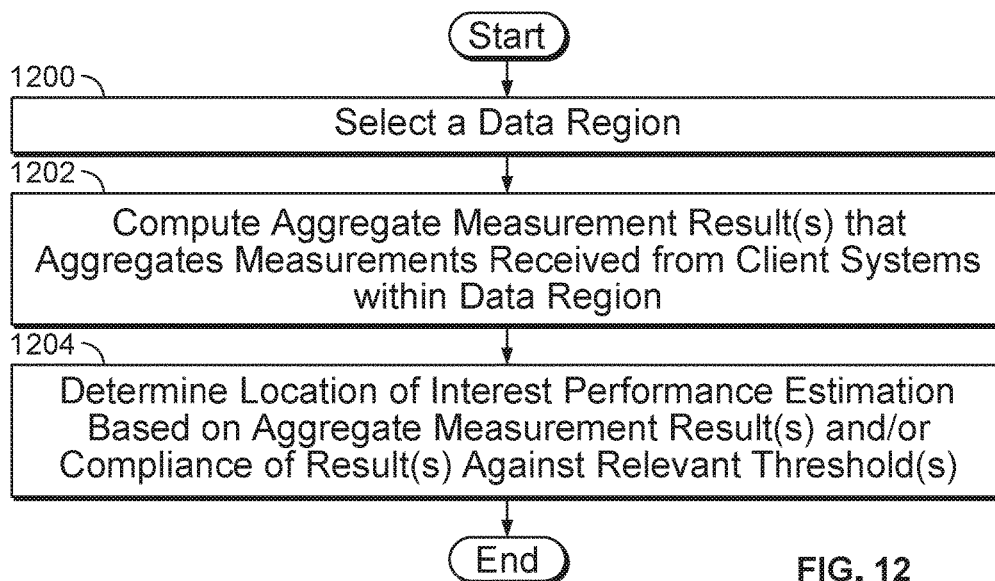 Start
1200
Select a Data Region
1202
Compute Aggregate Measurement Result(s) that
Aggregates Measurements Received from Client Systems
within Data Region
1204
Determine Location of Interest Performance Estimation
Based on Aggregate Measurement Result(s) and/or
Compliance of Result(s) Against Relevant Threshold(s)
End
FIG. 12